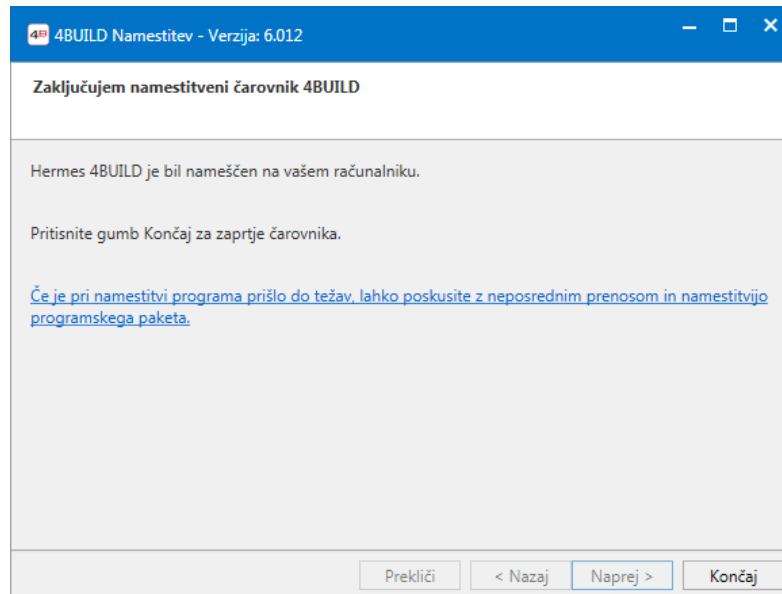 4B 4BUILD Namestitev - Verzija: 6.012
Zaključujem namestitveni čarovnik 4BUILD
Hermes 4BUILD je bil nameščen na vašem računalniku.
Pritisnite gumb Končaj za zaprtje čarovnika.
Če je pri namestitvi programa prišlo do težav, lahko poskusite z neposrednim prenosom in namestitvijo
programskega paketa.
Prekliči < Nazaj Naprej > Končaj